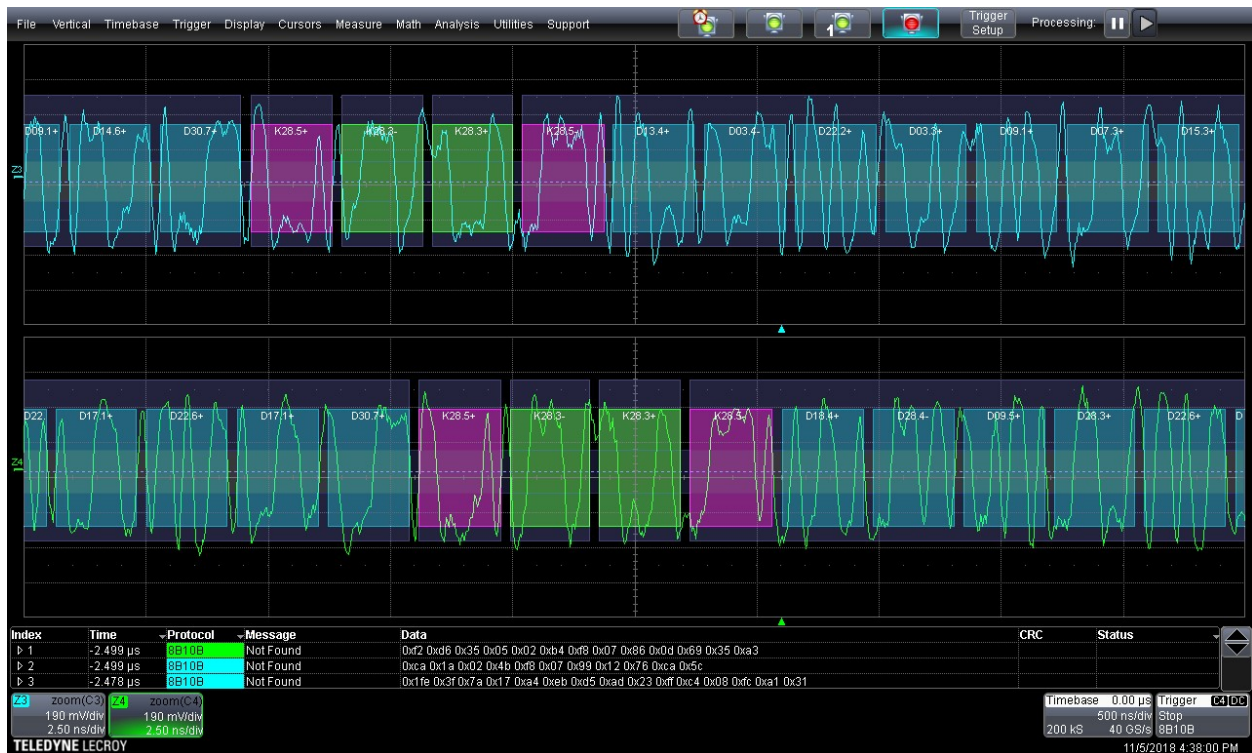 File Vertical Timebase Trigger Display Cursors Measure Math Analysis Utilities Support 1 Trigger Setup Processing:
D09.1+ D14.6+ D30.7+ K28.5+ K28.3- K28.3+ K28.5- D13.4+ D03.4- D22.2+ D03.3+ D09.1+ D07.3+ D15.3+
Z3
D22. D17.1+ D22.6+ D17.1+ D30.7+ K28.5+ K28.3- K28.3+ K28.5- D18.4+ D28.4- D09.5+ D28.3+ D22.6+ D
Z4
Index Time Protocol Message Data CRC Status
1 -2.499 µs 8B10B Not Found 0xf2 0xd6 0x35 0x05 0x02 0xb4 0xf8 0x07 0x86 0x0d 0x69 0x35 0xa3
2 -2.499 µs 8B10B Not Found 0xca 0x1a 0x02 0x4b 0xf8 0x07 0x99 0x12 0x76 0xca 0x5c
3 -2.478 µs 8B10B Not Found 0x1fe 0x3f 0x7a 0x17 0xa4 0xeb 0xd5 0xad 0x23 0xff 0xc4 0x08 0xfc 0xa1 0x31
Z3 zoom(C3)
190 mV/div
2.50 ns/div
Z4 zoom(C4)
190 mV/div
2.50 ns/div
Timebase 0.00 µs
500 ns/div
200 kS 40 GS/s
Trigger C4 DC
Stop
8B10B
TELEDYNE LECROY
11/5/2018 4:38:00 PM